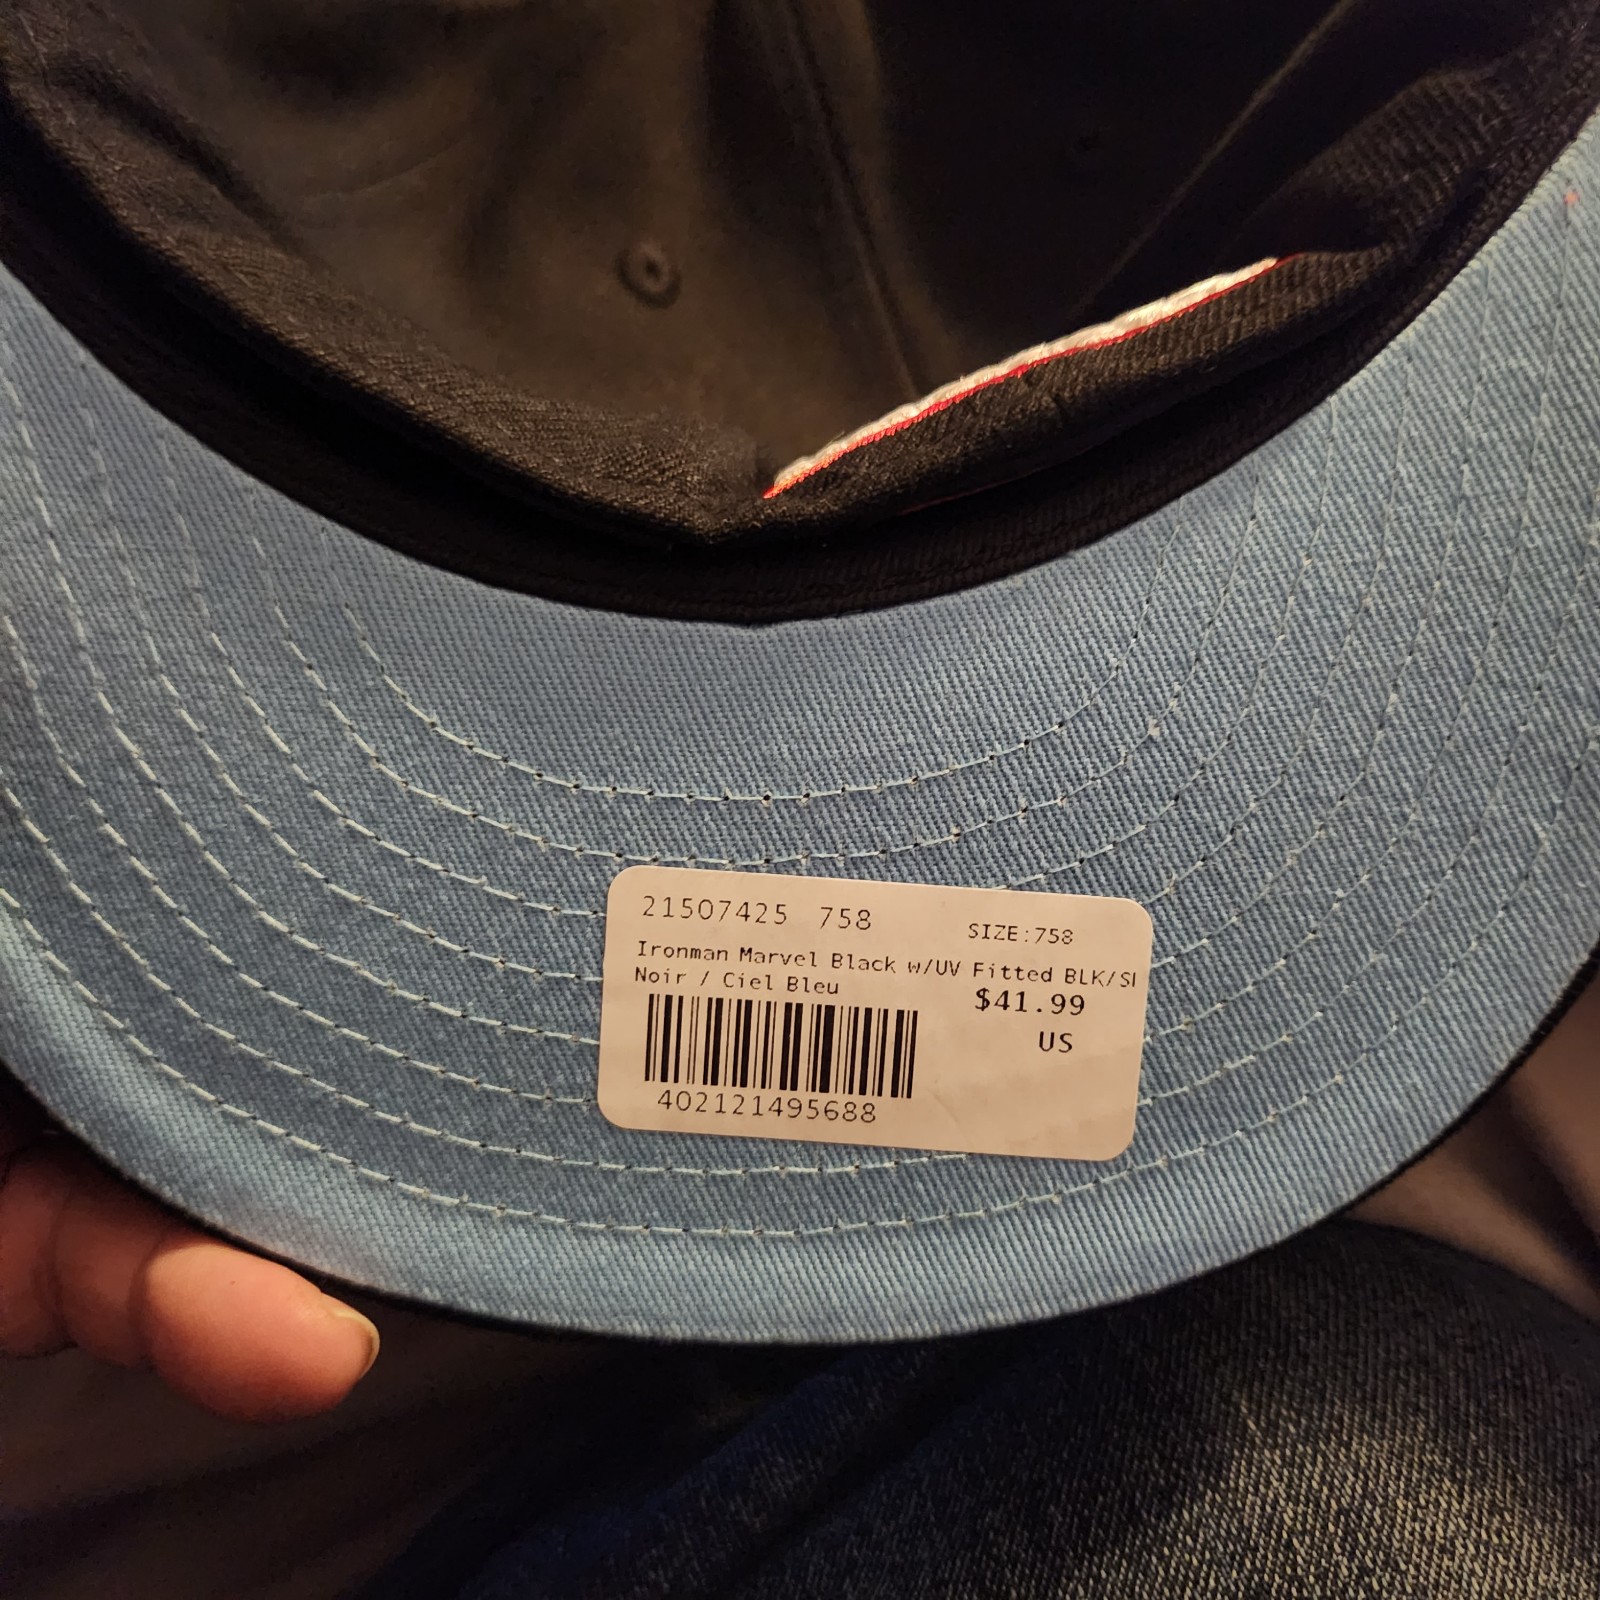 21507425 758 SIZE:758
Ironman Marvel Black w/UV Fitted BLK/SI
Noir / Ciel Bleu
$41.99
US
402121495688